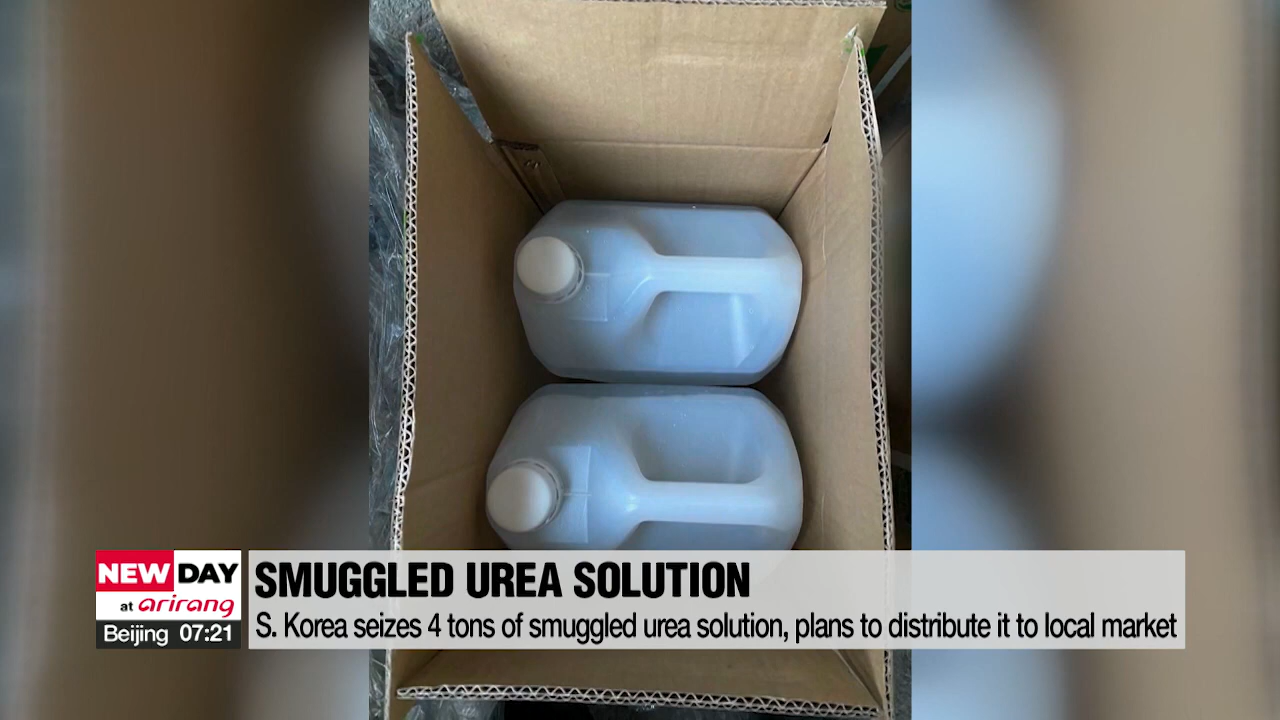 SMUGGLED UREA SOLUTION
S. Korea seizes 4 tons of smuggled urea solution, plans to distribute it to local market
NEW DAY
at arirang
Beijing 07:21